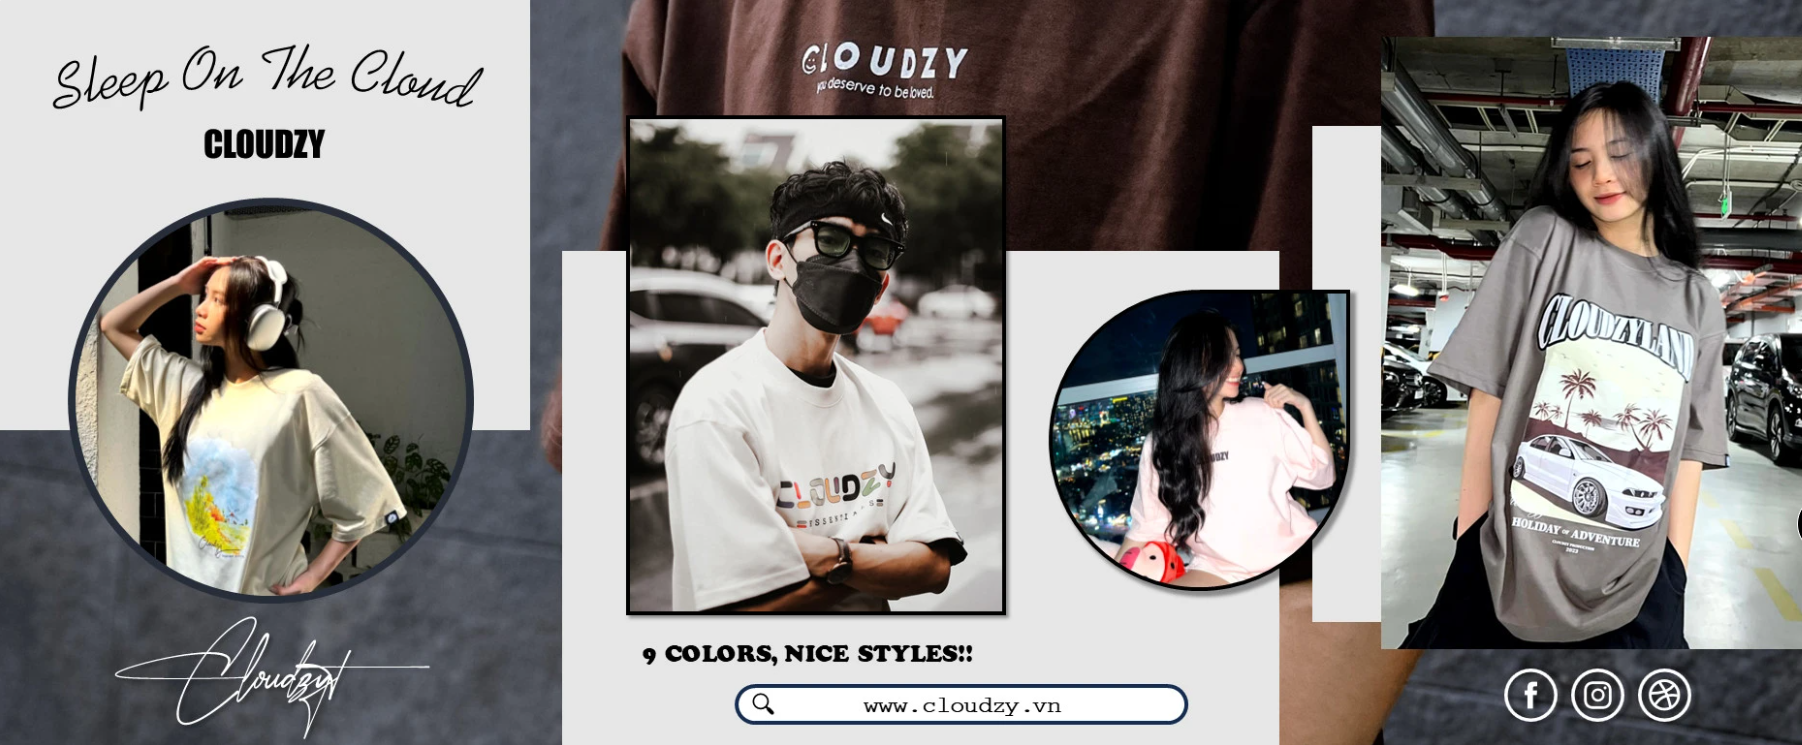 Sleep On The Cloud
CLOUDZY
Cloudzy
CLOUDZY
you deserve to be loved.
CLOUDZY
9 COLORS, NICE STYLES!!
www.cloudzy.vn
CLOUDZYLAND
HOLIDAY OF ADVENTURE
2023